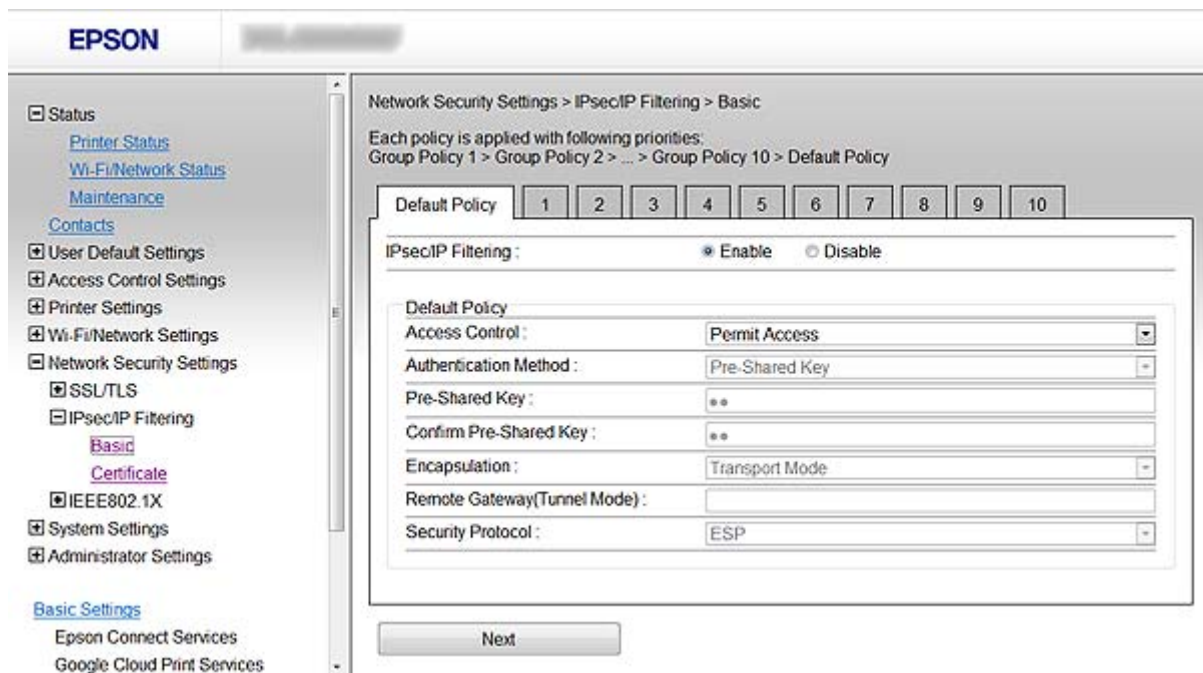 EPSON
Status
Printer Status
Wi-Fi/Network Status
Maintenance
Contacts
User Default Settings
Access Control Settings
Printer Settings
Wi-Fi/Network Settings
Network Security Settings
SSL/TLS
IPsec/IP Filtering
Basic
Certificate
IEEE802.1X
System Settings
Administrator Settings
Basic Settings
Epson Connect Services
Google Cloud Print Services
Network Security Settings > IPsec/IP Filtering > Basic
Each policy is applied with following priorities:
Group Policy 1 > Group Policy 2 > ... > Group Policy 10 > Default Policy
Default Policy 1 2 3 4 5 6 7 8 9 10
IPsec/IP Filtering : Enable Disable
Default Policy
Access Control : Permit Access
Authentication Method : Pre-Shared Key
Pre-Shared Key : ●●
Confirm Pre-Shared Key : ●●
Encapsulation : Transport Mode
Remote Gateway(Tunnel Mode) :
Security Protocol : ESP
Next